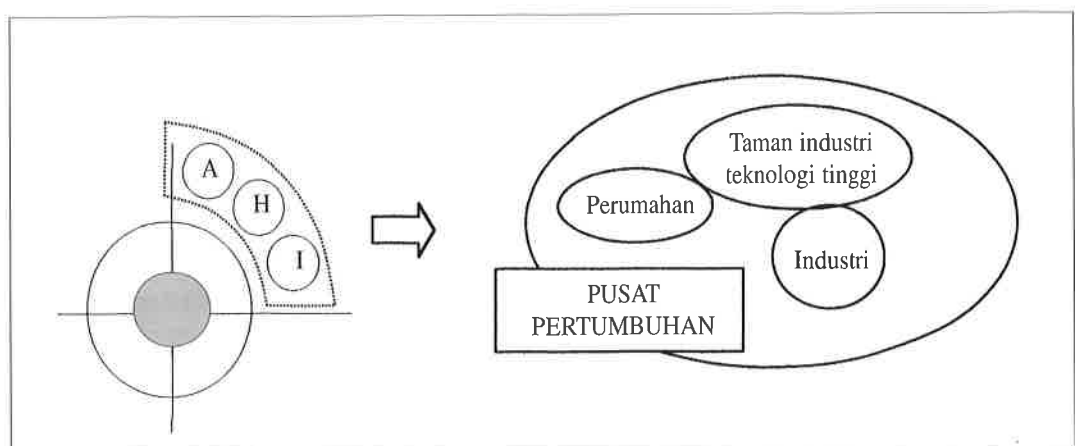 A
H
I
Taman industri
teknologi tinggi
Perumahan
Industri
PUSAT
PERTUMBUHAN